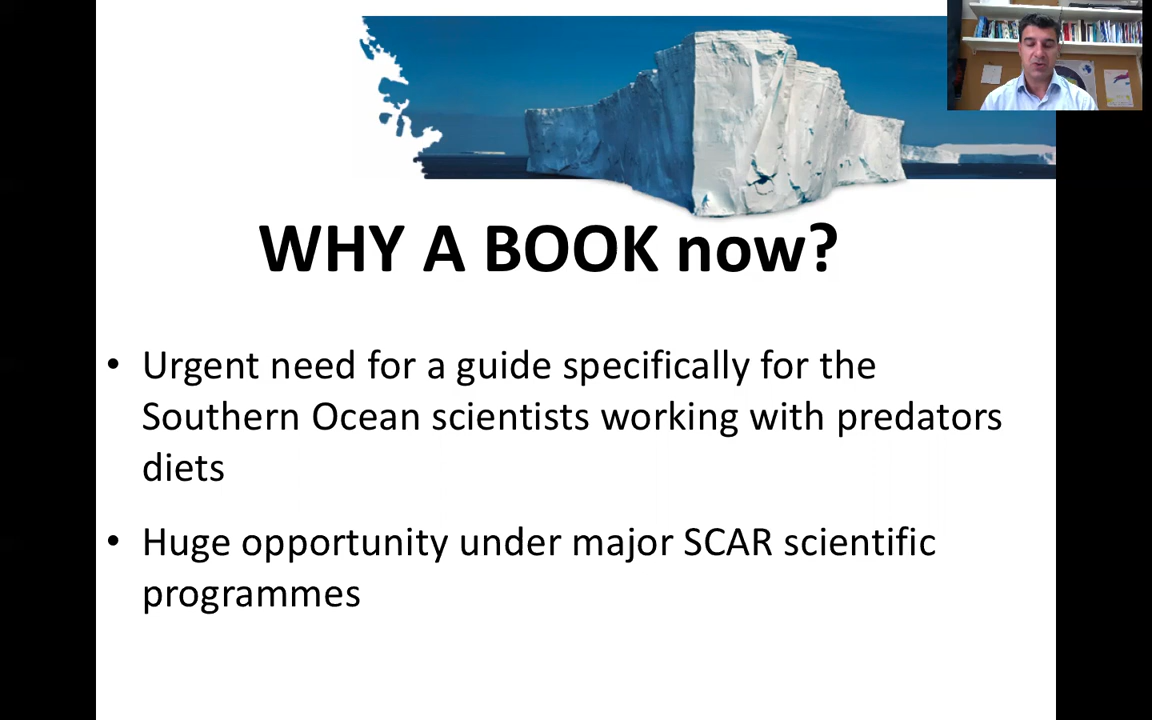 WHY A BOOK now?
• Urgent need for a guide specifically for the
Southern Ocean scientists working with predators
diets
• Huge opportunity under major SCAR scientific
programmes